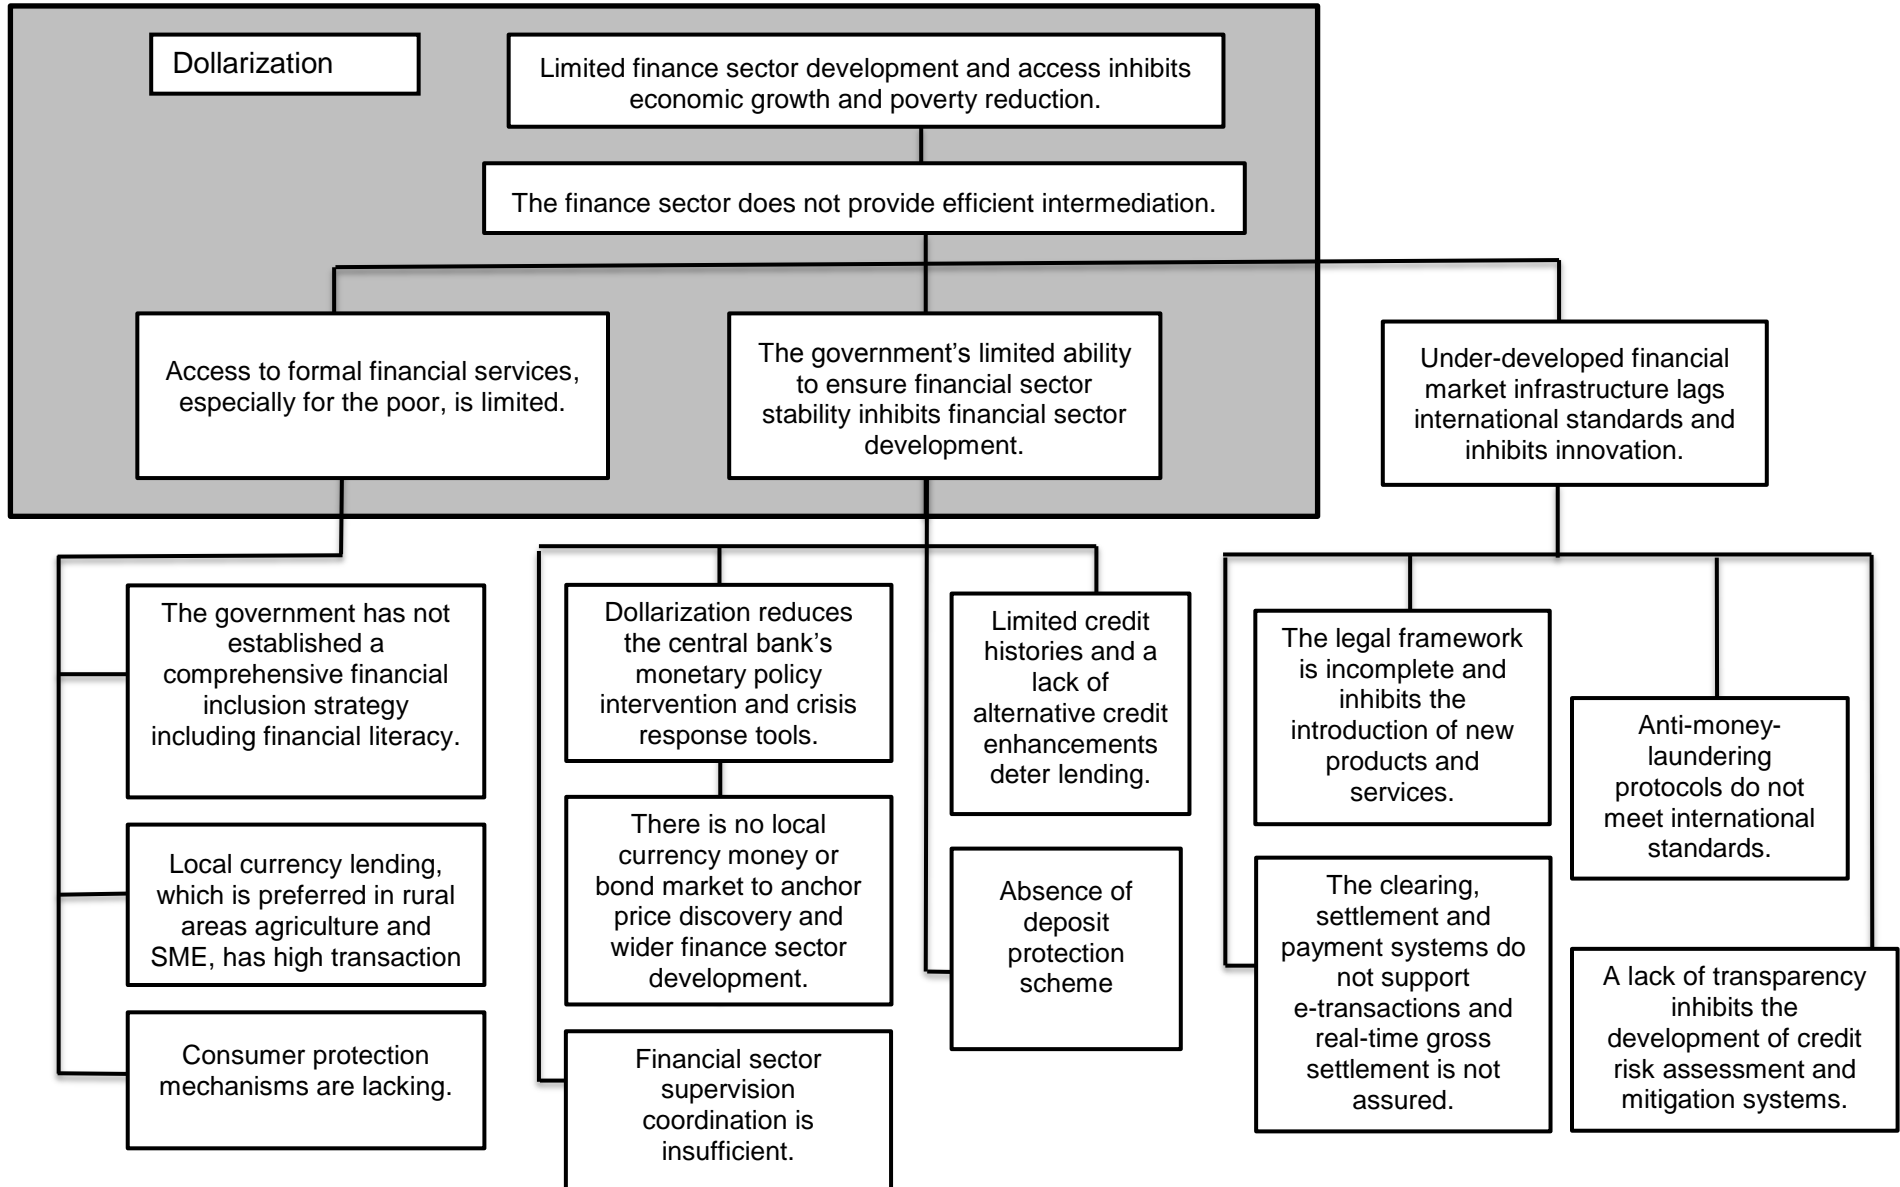 Dollarization
Limited finance sector development and access inhibits
economic growth and poverty reduction.
The finance sector does not provide efficient intermediation.
Access to formal financial services,
especially for the poor, is limited.
The government’s limited ability
to ensure financial sector
stability inhibits financial sector
development.
Under-developed financial
market infrastructure lags
international standards and
inhibits innovation.
The government has not
established a
comprehensive financial
inclusion strategy
including financial literacy.
Local currency lending,
which is preferred in rural
areas agriculture and
SME, has high transaction
Consumer protection
mechanisms are lacking.
Dollarization reduces
the central bank’s
monetary policy
intervention and crisis
response tools.
There is no local
currency money or
bond market to anchor
price discovery and
wider finance sector
development.
Financial sector
supervision
coordination is
insufficient.
Limited credit
histories and a
lack of
alternative credit
enhancements
deter lending.
Absence of
deposit
protection
scheme
The legal framework
is incomplete and
inhibits the
introduction of new
products and
services.
The clearing,
settlement and
payment systems do
not support
e-transactions and
real-time gross
settlement is not
assured.
Anti-money-
laundering
protocols do not
meet international
standards.
A lack of transparency
inhibits the
development of credit
risk assessment and
mitigation systems.